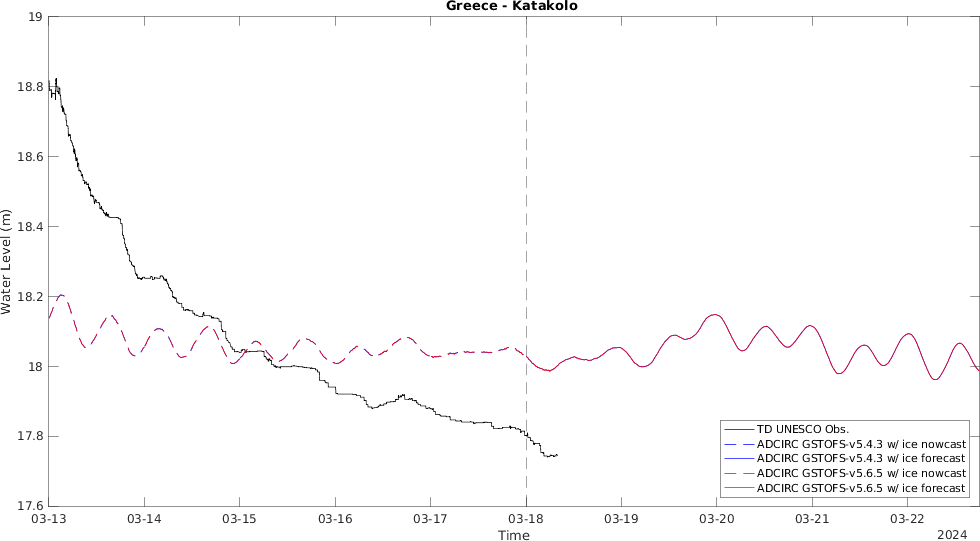 Greece - Katakolo
19
18.8
18.6
18.4
18.2
18
17.8
17.6
Water Level (m)
03-13 03-14 03-15 03-16 03-17 03-18 03-19 03-20 03-21 03-22
Time
2024
TD UNESCO Obs.
ADCIRC GSTOFS-v5.4.3 w/ ice nowcast
ADCIRC GSTOFS-v5.4.3 w/ ice forecast
ADCIRC GSTOFS-v5.6.5 w/ ice nowcast
ADCIRC GSTOFS-v5.6.5 w/ ice forecast